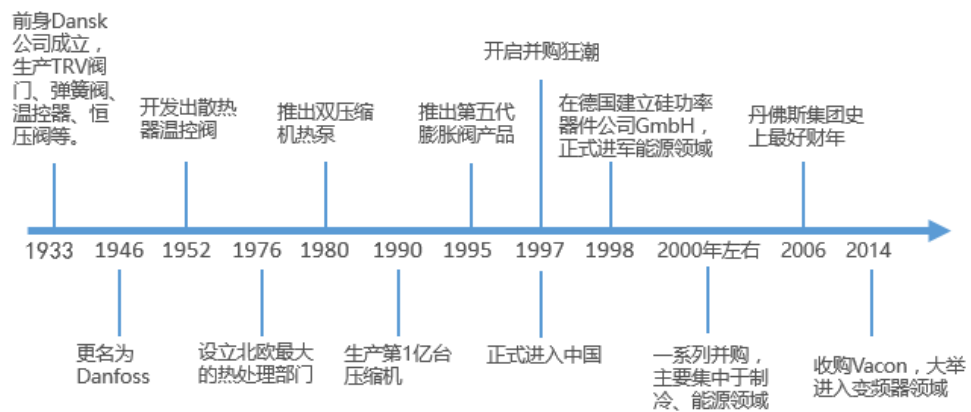 前身Dansk
公司成立，
生产TRV阀
门、弹簧阀、
温控器、恒
压阀等。
开发出散热
器温控阀
推出双压缩
机热泵
推出第五代
膨胀阀产品
开启并购狂潮
在德国建立硅功率
器件公司GmbH，
正式进军能源领域
丹佛斯集团史
上最好财年
1933 1946 1952 1976 1980 1990 1995 1997 1998 2000年左右 2006 2014
更名为
Danfoss
设立北欧最大
的热处理部门
生产第1亿台
压缩机
正式进入中国
一系列并购，
主要集中于制
冷、能源领域
收购Vacon，大举
进入变频器领域